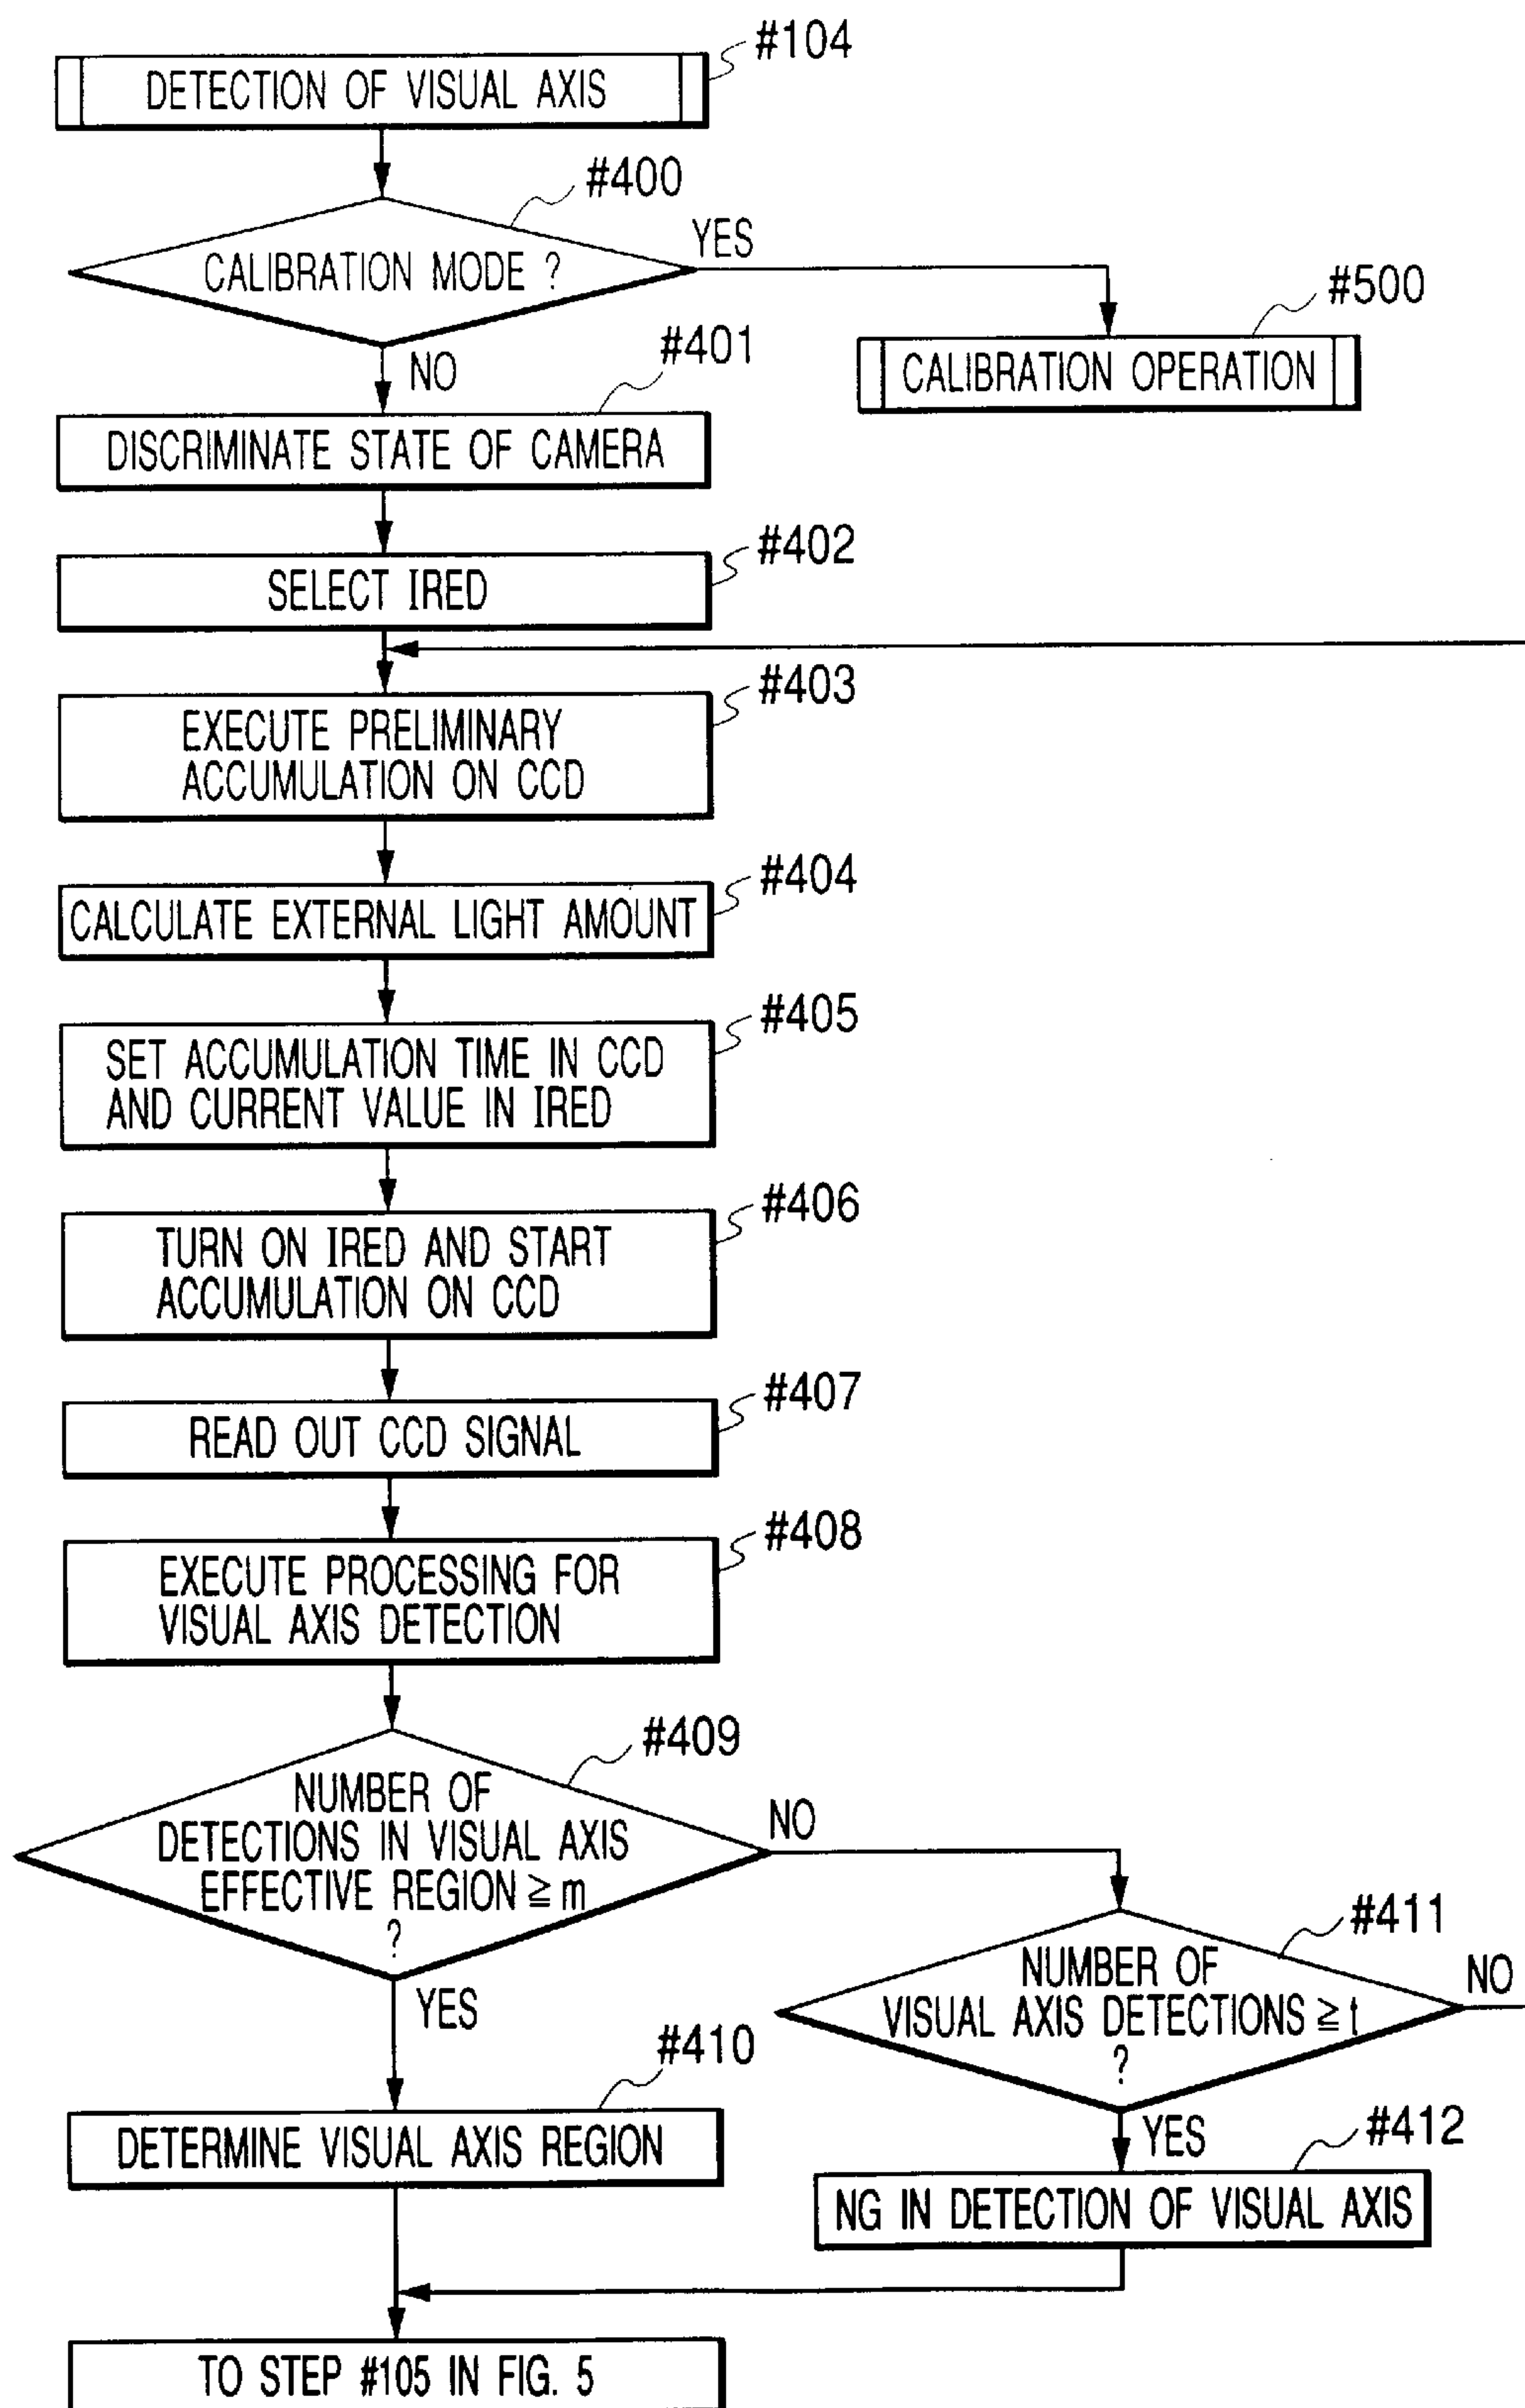 #104
DETECTION OF VISUAL AXIS
#400
CALIBRATION MODE ?
YES
#500
CALIBRATION OPERATION
NO
#401
DISCRIMINATE STATE OF CAMERA
#402
SELECT IRED
#403
EXECUTE PRELIMINARY
ACCUMULATION ON CCD
#404
CALCULATE EXTERNAL LIGHT AMOUNT
#405
SET ACCUMULATION TIME IN CCD
AND CURRENT VALUE IN IRED
#406
TURN ON IRED AND START
ACCUMULATION ON CCD
#407
READ OUT CCD SIGNAL
#408
EXECUTE PROCESSING FOR
VISUAL AXIS DETECTION
#409
NUMBER OF
DETECTIONS IN VISUAL AXIS
EFFECTIVE REGION ≧ m
?
NO
YES
#411
NUMBER OF
VISUAL AXIS DETECTIONS ≧ t
?
NO
YES
#410
DETERMINE VISUAL AXIS REGION
#412
NG IN DETECTION OF VISUAL AXIS
TO STEP #105 IN FIG. 5